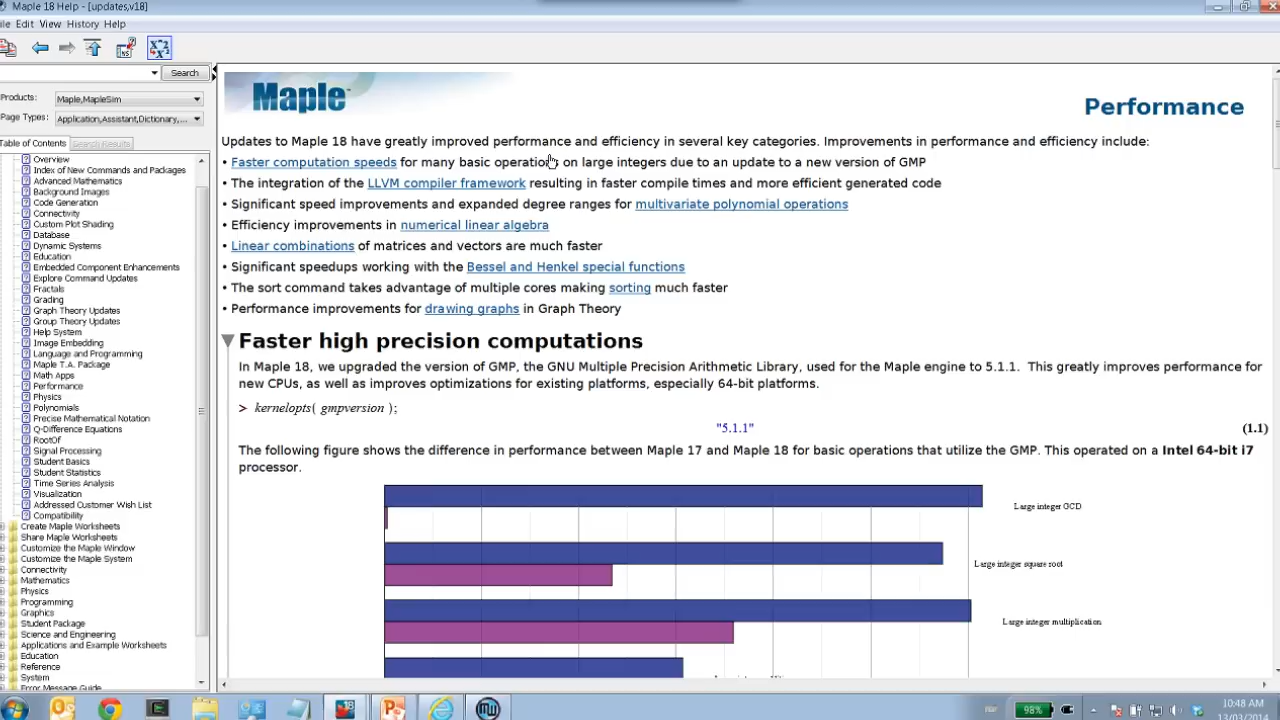 Maple 18 Help - [updates,v18]
File Edit View History Help
Search
Products: Maple,MapleSim
Page Types: Application,Assistant,Dictionary,...
Table of Contents Search Results
Overview
Index of New Commands and Packages
Advanced Mathematics
Background Images
Code Generation
Connectivity
Custom Plot Shading
Database
Dynamic Systems
Education
Embedded Component Enhancements
Explore Command Updates
Fractals
Grading
Graph Theory Updates
Group Theory Updates
Help System
Image Embedding
Language and Programming
Maple T.A. Package
Math Apps
Performance
Physics
Polynomials
Precise Mathematical Notation
Q-Difference Equations
RootOf
Signal Processing
Student Basics
Student Statistics
Time Series Analysis
Visualization
Addressed Customer Wish List
Compatibility
Create Maple Worksheets
Share Maple Worksheets
Customize the Maple Window
Customize the Maple System
Connectivity
Mathematics
Physics
Programming
Graphics
Student Package
Science and Engineering
Applications and Example Worksheets
Education
Reference
System
Error Message Guide
Maple
Performance
Updates to Maple 18 have greatly improved performance and efficiency in several key categories. Improvements in performance and efficiency include:
• Faster computation speeds for many basic operations on large integers due to an update to a new version of GMP
• The integration of the LLVM compiler framework resulting in faster compile times and more efficient generated code
• Significant speed improvements and expanded degree ranges for multivariate polynomial operations
• Efficiency improvements in numerical linear algebra
• Linear combinations of matrices and vectors are much faster
• Significant speedups working with the Bessel and Henkel special functions
• The sort command takes advantage of multiple cores making sorting much faster
• Performance improvements for drawing graphs in Graph Theory
Faster high precision computations
In Maple 18, we upgraded the version of GMP, the GNU Multiple Precision Arithmetic Library, used for the Maple engine to 5.1.1. This greatly improves performance for
new CPUs, as well as improves optimizations for existing platforms, especially 64-bit platforms.
> kernelopts( gmpversion );
"5.1.1" (1.1)
The following figure shows the difference in performance between Maple 17 and Maple 18 for basic operations that utilize the GMP. This operated on a Intel 64-bit i7
processor.
Large integer GCD
Large integer square root
Large integer multiplication
98%
10:48 AM
13/03/2014